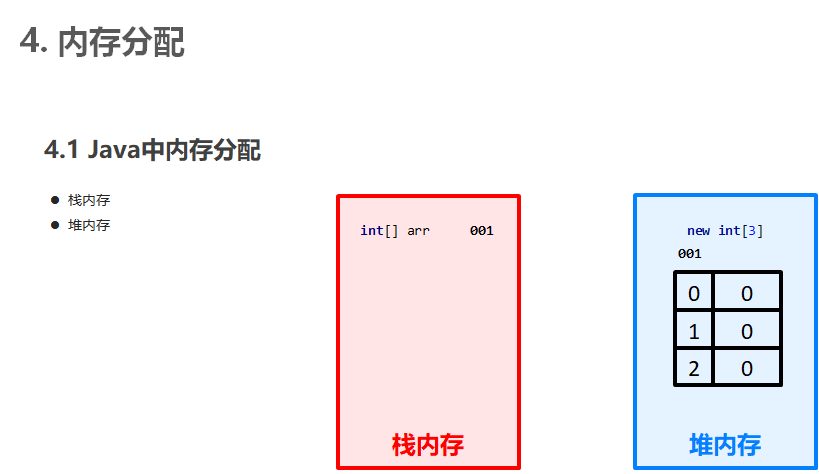 4. 内存分配
4.1 Java中内存分配
● 栈内存
● 堆内存
int[] arr 001
栈内存
new int[3]
001
0 0
1 0
2 0
堆内存